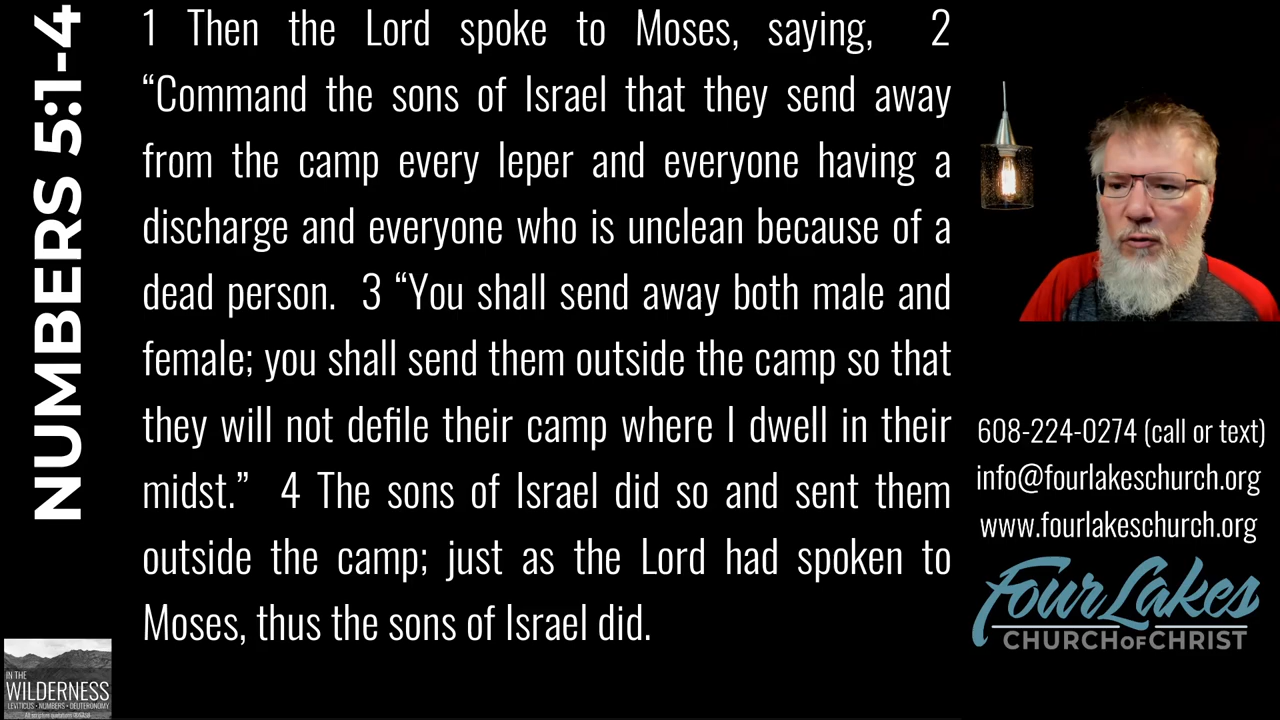 NUMBERS 5:1-4
1 Then the Lord spoke to Moses, saying, 2
“Command the sons of Israel that they send away
from the camp every leper and everyone having a
discharge and everyone who is unclean because of a
dead person. 3 “You shall send away both male and
female; you shall send them outside the camp so that
they will not defile their camp where I dwell in their
midst.” 4 The sons of Israel did so and sent them
outside the camp; just as the Lord had spoken to
Moses, thus the sons of Israel did.
608-224-0274 (call or text)
info@fourlakeschurch.org
www.fourlakeschurch.org
Four Lakes
CHURCH OF CHRIST
IN THE
WILDERNESS
LEVITICUS • NUMBERS • DEUTERONOMY